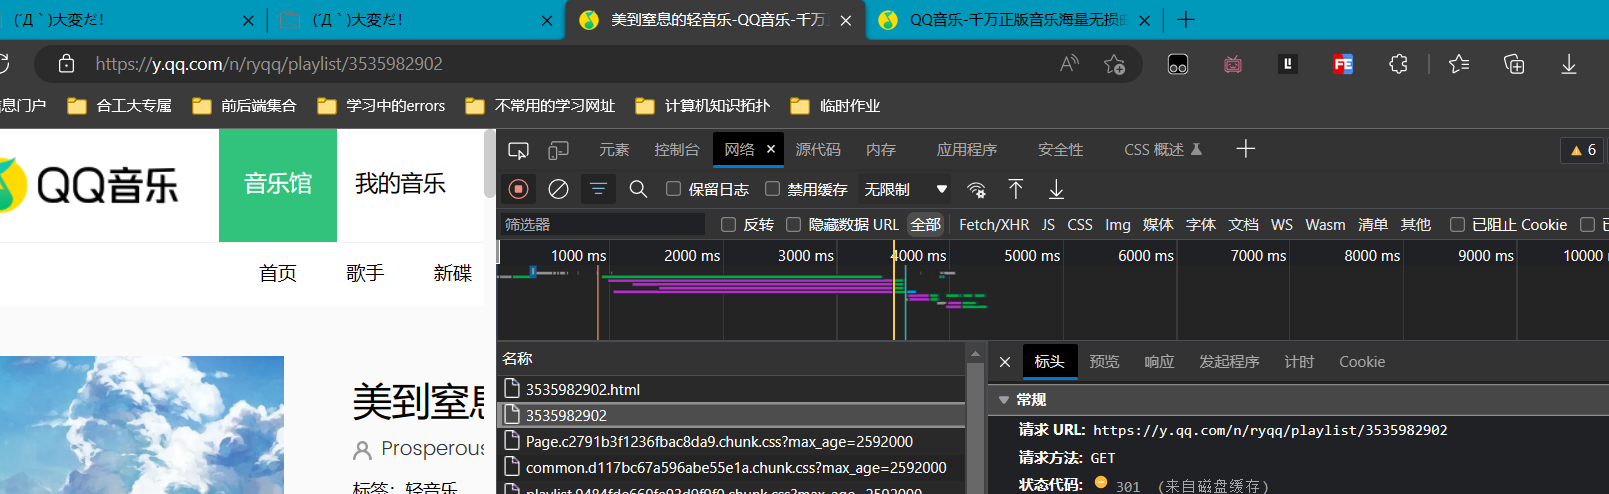 (´Д`)大変だ！ (´Д`)大変だ！ 美到窒息的轻音乐-QQ音乐-千万 QQ音乐-千万正版音乐海量无损
https://y.qq.com/n/ryqq/playlist/3535982902
息门户 合工大专属 前后端集合 学习中的errors 不常用的学习网址 计算机知识拓扑 临时作业
QQ音乐 音乐馆 我的音乐
首页 歌手 新碟
美到窒息
Prosperous
标签：轻音乐
元素 控制台 网络 源代码 内存 应用程序 安全性 CSS 概述 6
保留日志 禁用缓存 无限制
筛选器 反转 隐藏数据 URL 全部 Fetch/XHR JS CSS Img 媒体 字体 文档 WS Wasm 清单 其他 已阻止 Cookie
1000 ms 2000 ms 3000 ms 4000 ms 5000 ms 6000 ms 7000 ms 8000 ms 9000 ms 10000
名称
3535982902.html
3535982902
Page.c2791b3f1236fbac8da9.chunk.css?max_age=2592000
common.d117bc67a596abe55e1a.chunk.css?max_age=2592000
标头 预览 响应 发起程序 计时 Cookie
常规
请求 URL: https://y.qq.com/n/ryqq/playlist/3535982902
请求方法: GET
状态代码: 301 (来自磁盘缓存)